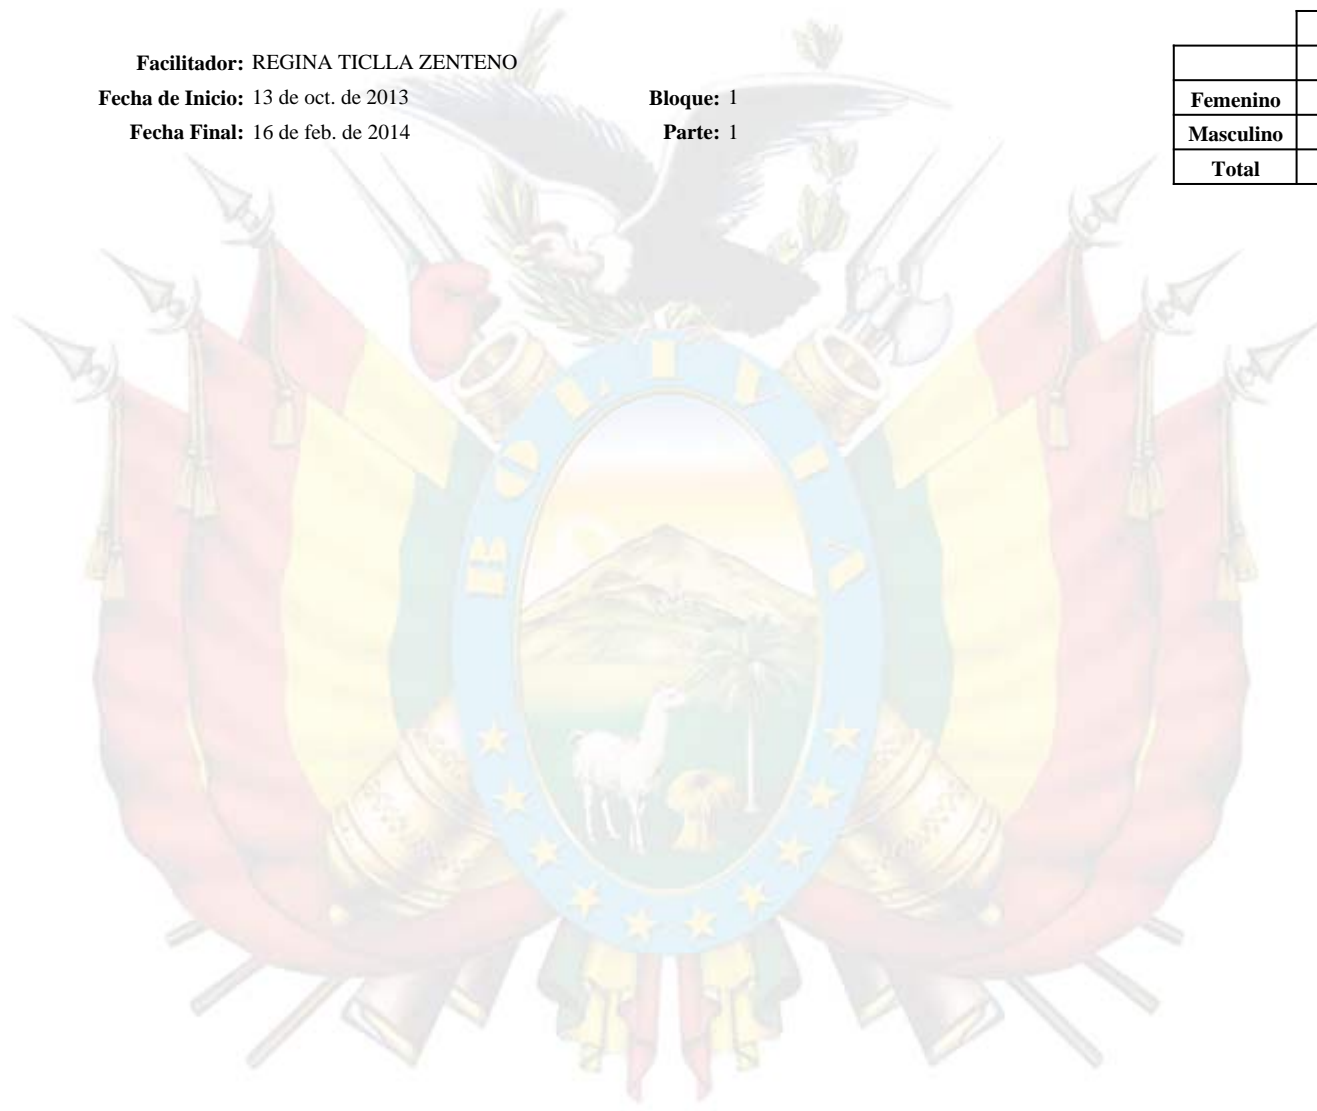 Facilitador: REGINA TICLLA ZENTENO
Fecha de Inicio: 13 de oct. de 2013 Bloque: 1
Fecha Final: 16 de feb. de 2014 Parte: 1
Femenino
Masculino
Total
BOLIVIA